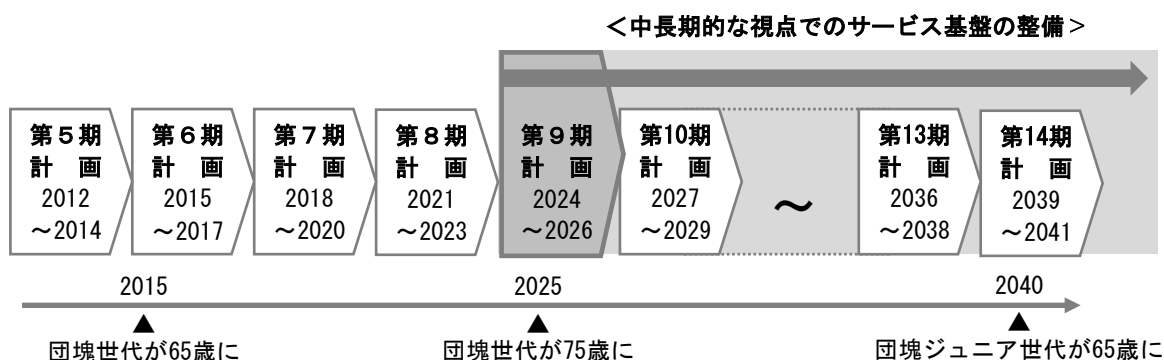 ＜中長期的な視点でのサービス基盤の整備＞
第５期
計　画
2012
～2014
第６期
計　画
2015
～2017
第７期
計　画
2018
～2020
第８期
計　画
2021
～2023
第９期
計　画
2024
～2026
第10期
計　画
2027
～2029
～
第13期
計　画
2036
～2038
第14期
計　画
2039
～2041
2015
2025
2040
▲
▲
▲
団塊世代が65歳に
団塊世代が75歳に
団塊ジュニア世代が65歳に